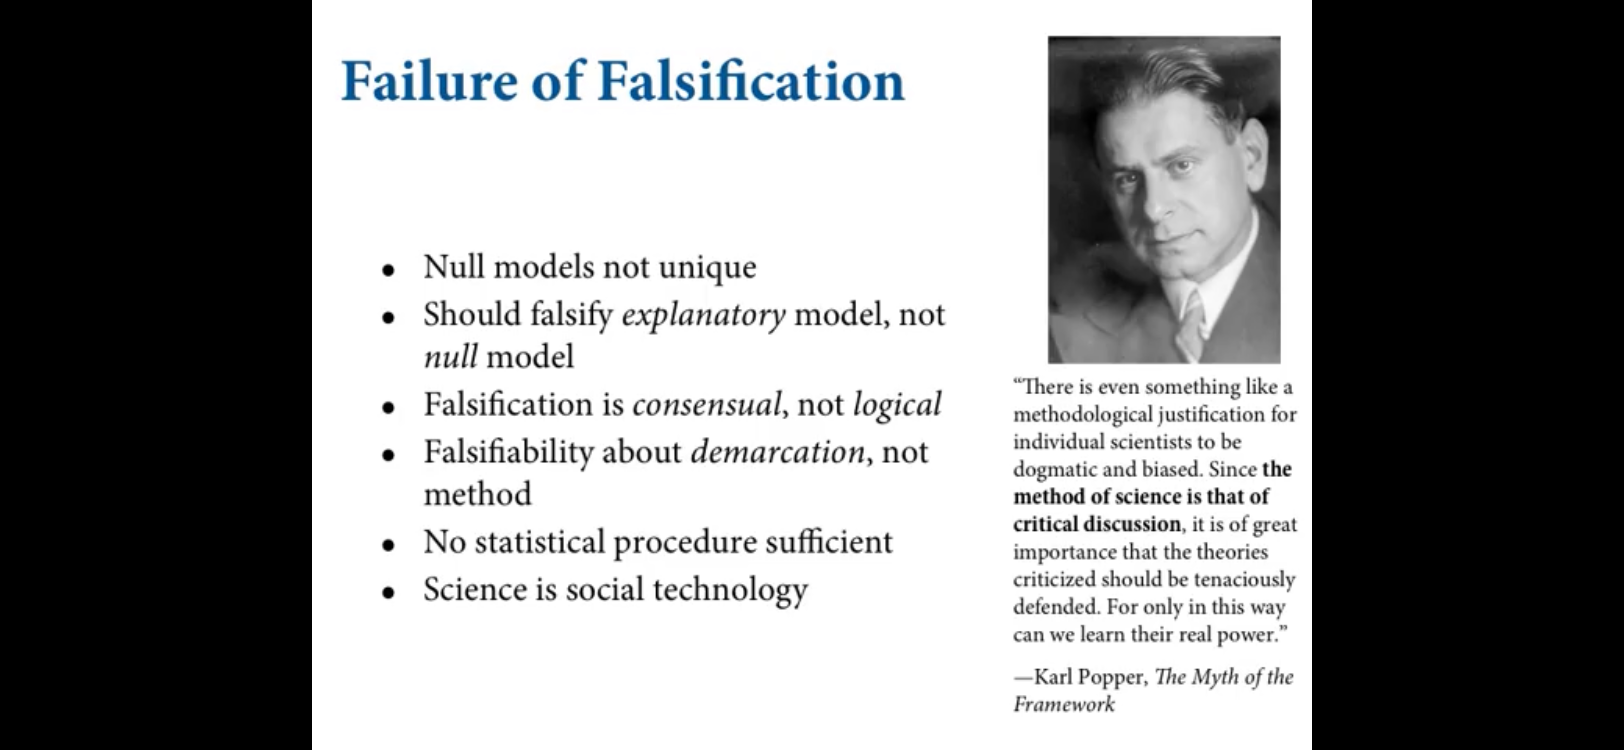 Failure of Falsification
• Null models not unique
• Should falsify explanatory model, not
null model
• Falsification is consensual, not logical
• Falsifiability about demarcation, not
method
• No statistical procedure sufficient
• Science is social technology
“There is even something like a
methodological justification for
individual scientists to be
dogmatic and biased. Since the
method of science is that of
critical discussion, it is of great
importance that the theories
criticized should be tenaciously
defended. For only in this way
can we learn their real power.”
—Karl Popper, The Myth of the
Framework